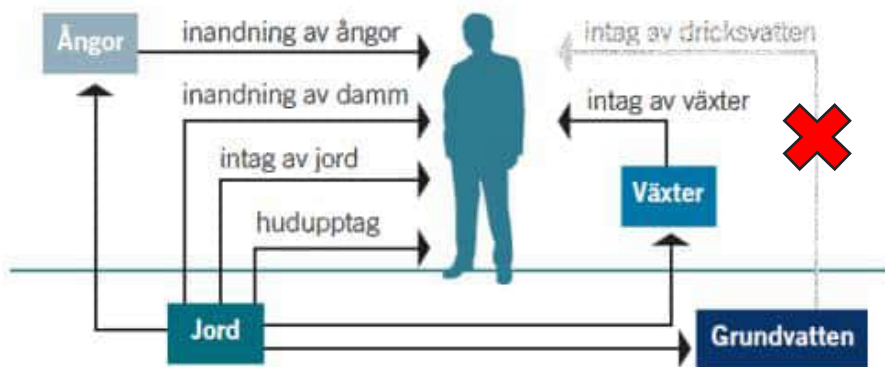 Ångor
inandning av ångor
intag av dricksvatten
inandning av damm
intag av växter
intag av jord
Växter
hudupptag
Jord
Grundvatten